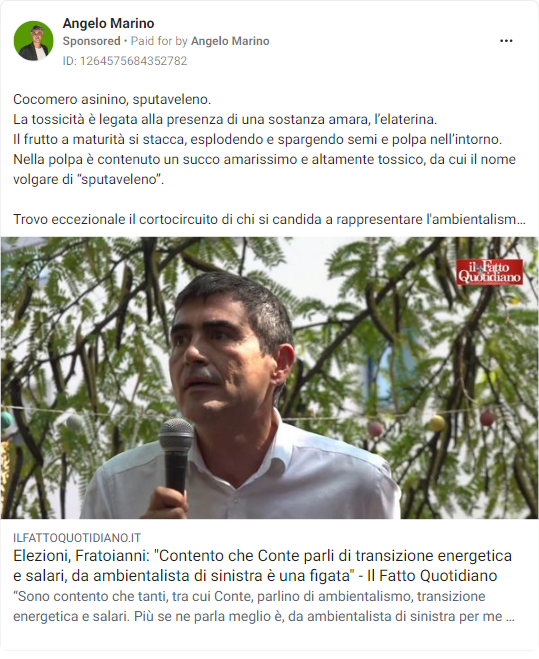 Angelo Marino
Sponsored • Paid for by Angelo Marino
ID: 1264575684352782
Cocomero asinino, sputaveleno.
La tossicità è legata alla presenza di una sostanza amara, l'elaterina.
Il frutto a maturità si stacca, esplodendo e spargendo semi e polpa nell'intorno.
Nella polpa è contenuto un succo amarissimo e altamente tossico, da cui il nome
volgare di “sputaveleno”.
Trovo eccezionale il cortocircuito di chi si candida a rappresentare l'ambientalism...
il Fatto
Quotidiano
ILFATTOQUOTIDIANO.IT
Elezioni, Fratoianni: "Contento che Conte parli di transizione energetica
e salari, da ambientalista di sinistra è una figata" - Il Fatto Quotidiano
“Sono contento che tanti, tra cui Conte, parlino di ambientalismo, transizione
energetica e salari. Più se ne parla meglio è, da ambientalista di sinistra per me ...